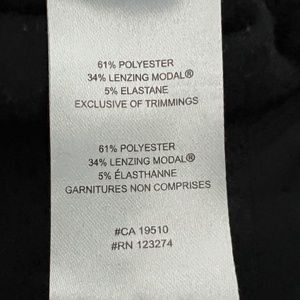 61% POLYESTER
34% LENZING MODAL®
5% ELASTANE
EXCLUSIVE OF TRIMMINGS
61% POLYESTER
34% LENZING MODAL®
5% ÉLASTHANNE
GARNITURES NON COMPRISES
#CA 19510
#RN 123274